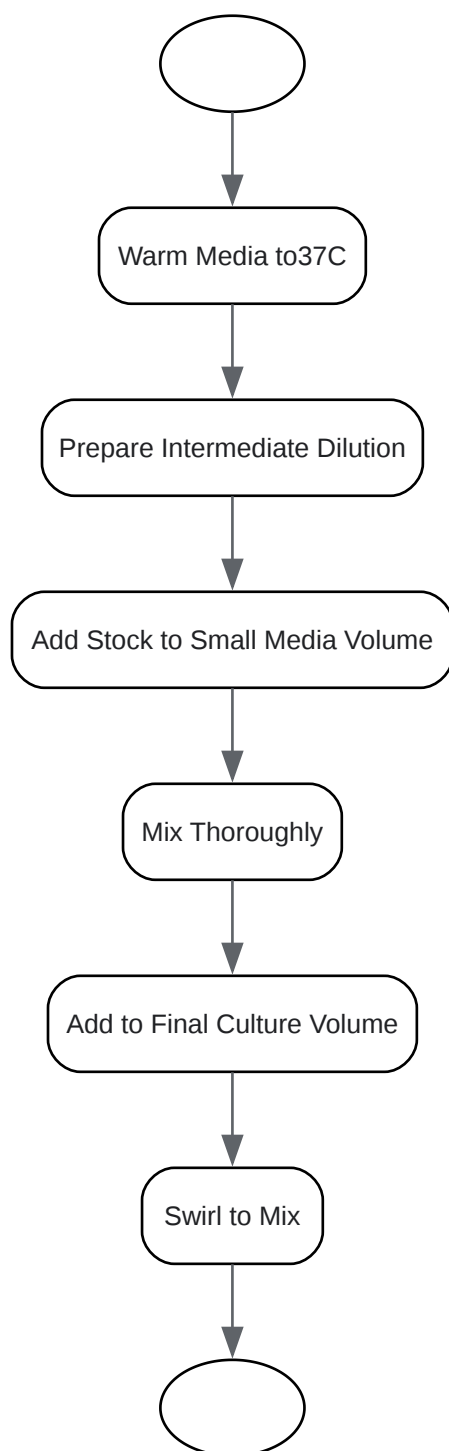 Warm Media to37C
Prepare Intermediate Dilution
Add Stock to Small Media Volume
Mix Thoroughly
Add to Final Culture Volume
Swirl to Mix